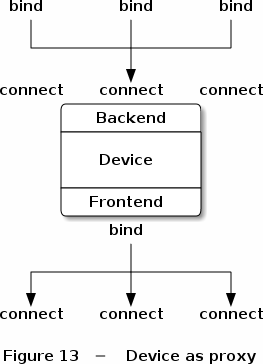 bind bind bind
connect connect connect
Backend
Device
Frontend
bind
connect connect connect
Figure 13 – Device as proxy